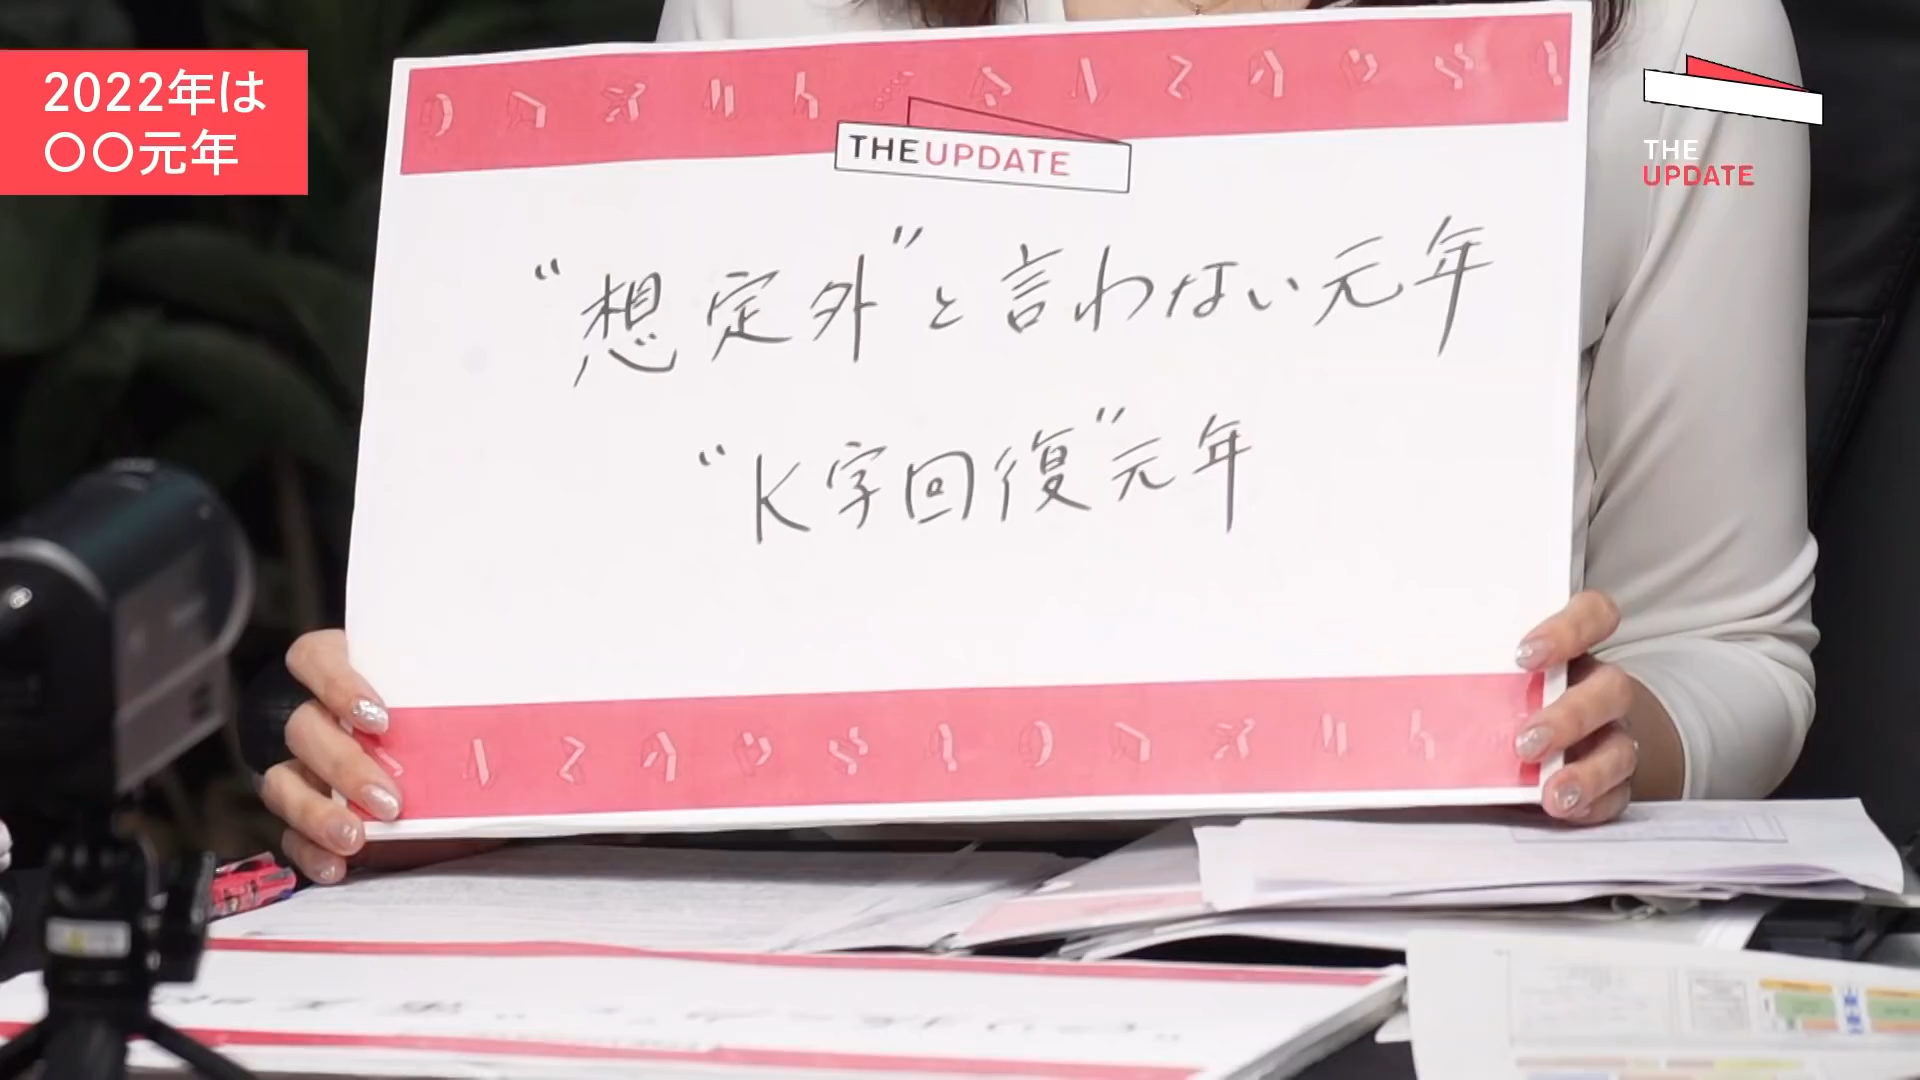 2022年は
〇〇元年
THE UPDATE
THE
UPDATE
“想定外”と言わない元年
“K字回復”元年